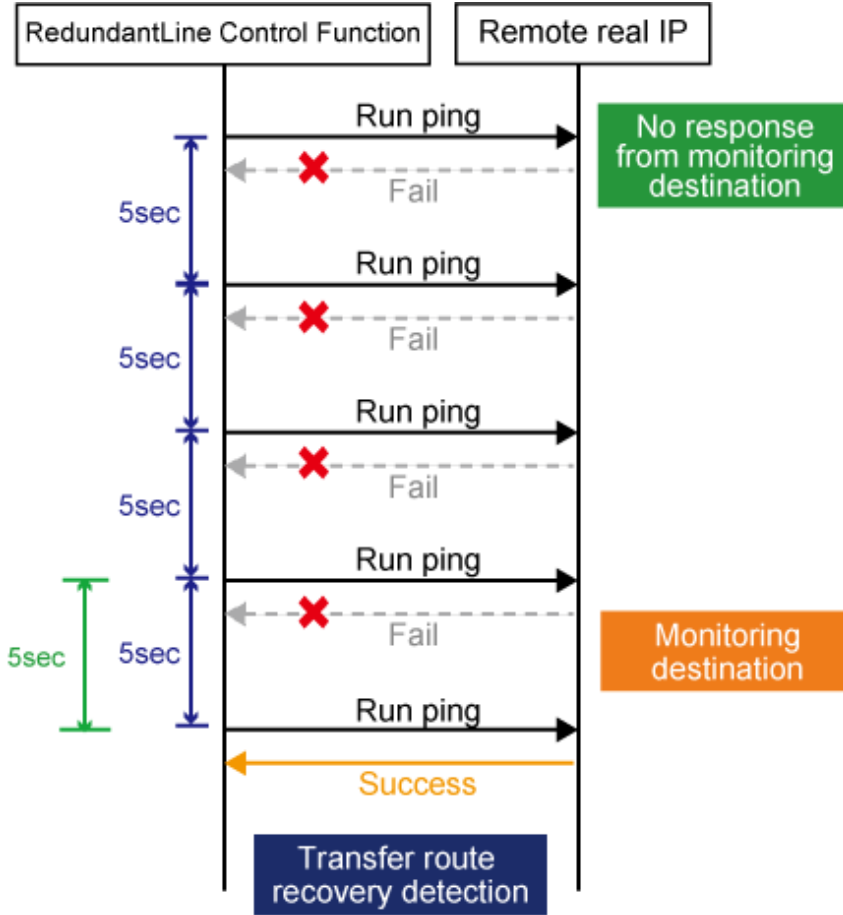 RedundantLine Control Function
Remote real IP
Run ping
No response
from monitoring
destination
Fail
5sec
Run ping
Fail
5sec
Run ping
Fail
5sec
Run ping
Fail
Monitoring
destination
5sec
5sec
Run ping
Success
Transfer route
recovery detection